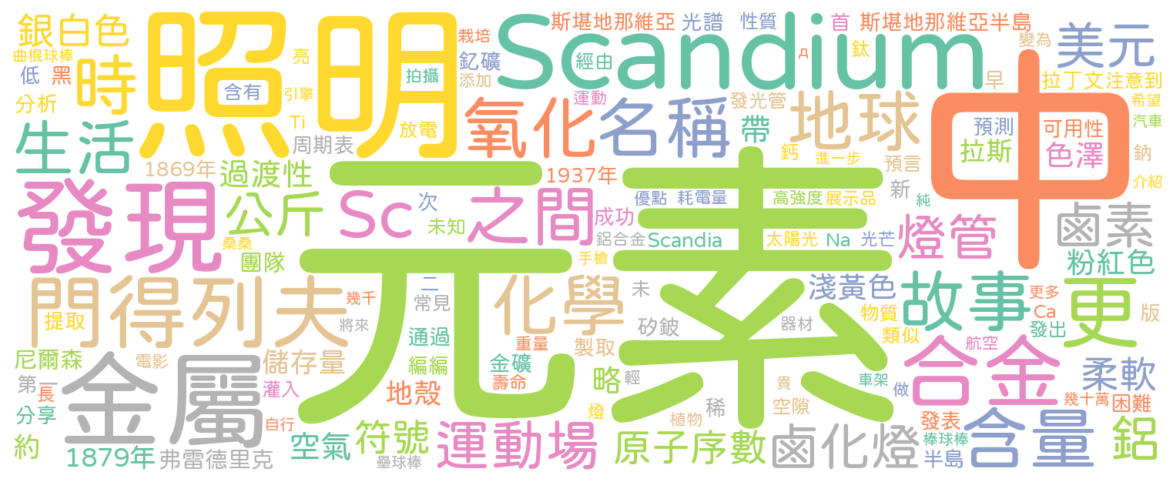 銀白色
曲棍球棒
低
黑
時
照明
亮
含有
引擎
Ti
拍攝
栽培
釔礦
添加
放電
Scandium
斯堪地那維亞
光譜
性質
首
斯堪地那維亞半島
經由
運動
д
鈦
變為
早
美元
拉丁文
注意到
希望
汽車
分析
生活
1869年
過渡性
周期表
氧化
名稱
發光管
帶
地球
鈣
進一步
預言
中
預測
拉斯
可用性
色澤
鈉
介紹
發現
公斤
Sc
次
未知
之間
1937年
成功
鋁合金
優點
耗電量
高強度
展示品
新
純
Scandia
太陽光
Na
光芒
燈管
鹵素
桑桑
團隊
元素
手槍
粉紅色
門得列夫
提取
幾千
將來
二
常見
化學
未
矽鈹
器材
淺黃色
物質
類似
故事
更多
Ca
發出
更
版
尼爾森
電影
儲存量
通過
編編
重量
金礦
壽命
製取
航空
第一
長
金屬
灌入
地殼
略
輕
貴
車架
做
合金
柔軟
幾十萬
分享
自行
燈
植物
稀
空隙
發表
困難
約
1879年
弗雷德里克
空氣
壘球棒
符號
運動場
原子序數
鹵化燈
棒球棒
半島
含量
鋁